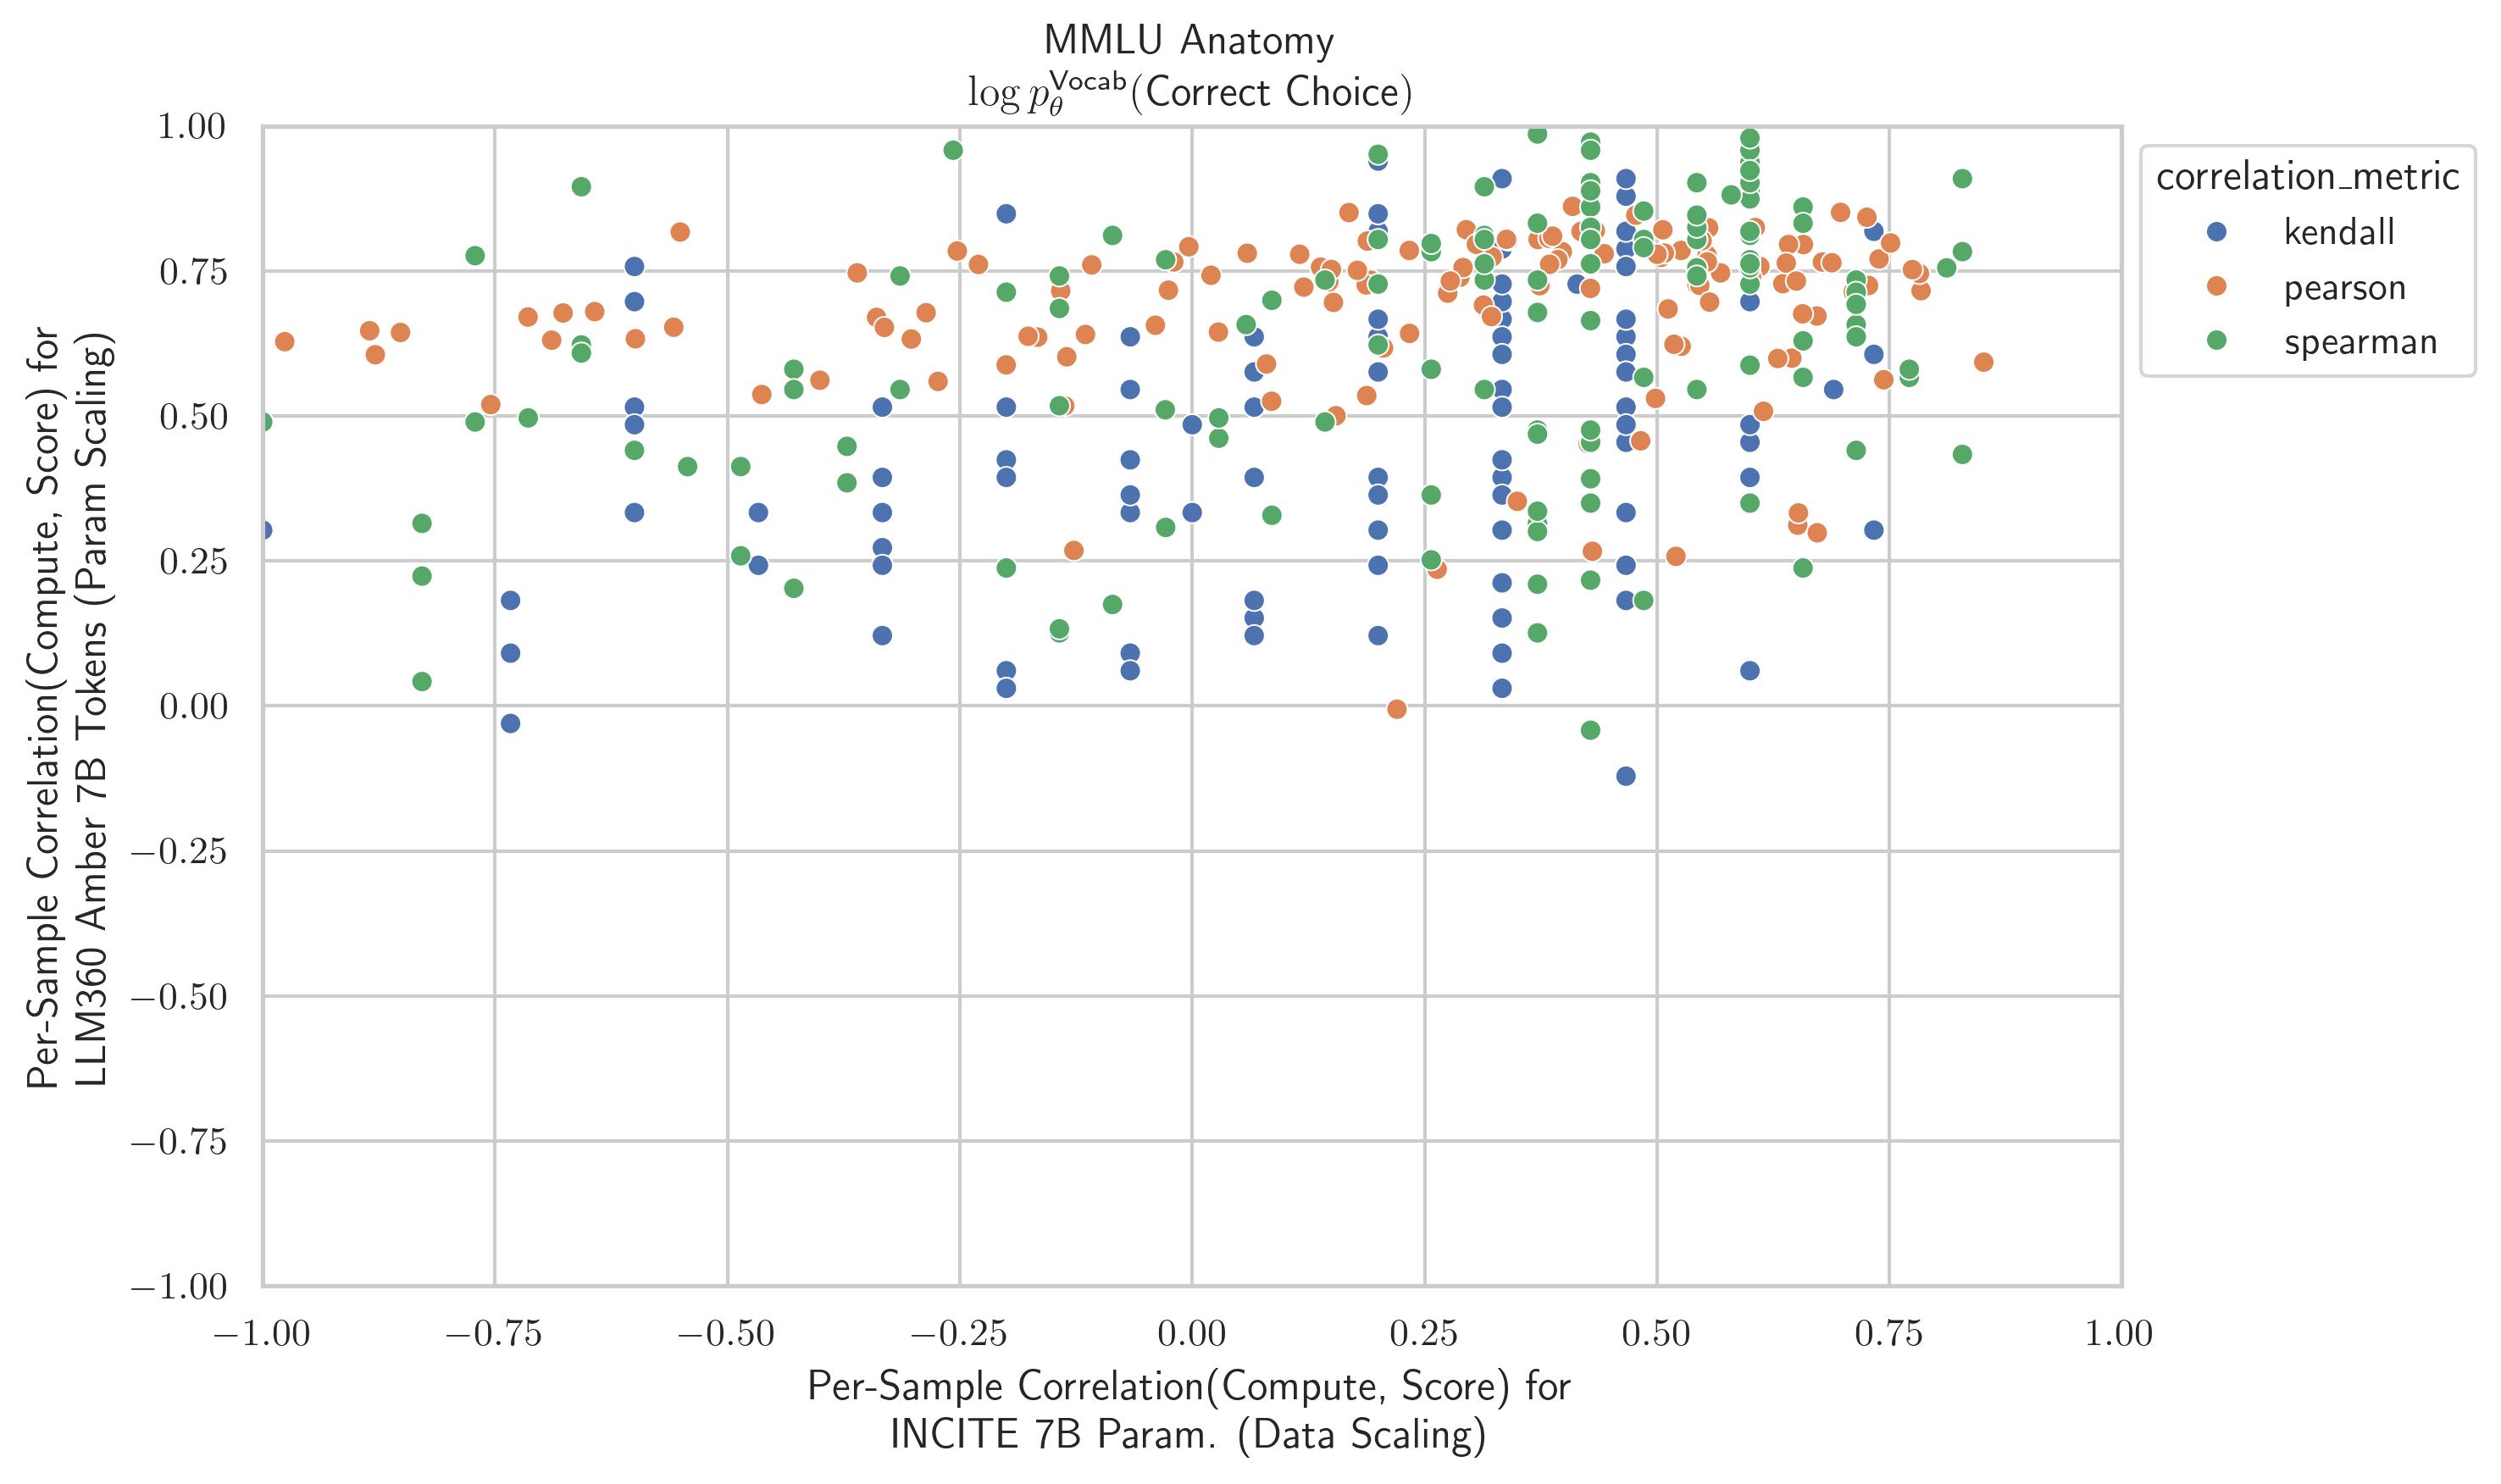 MMLU Anatomy
log p_θ^Vocab(Correct Choice)
1.00
0.75
0.50
0.25
0.00
−0.25
−0.50
−0.75
−1.00
Per-Sample Correlation(Compute, Score) for
LLM360 Amber 7B Tokens (Param Scaling)
−1.00 −0.75 −0.50 −0.25 0.00 0.25 0.50 0.75 1.00
Per-Sample Correlation(Compute, Score) for
INCITE 7B Param. (Data Scaling)
correlation_metric
kendall
pearson
spearman